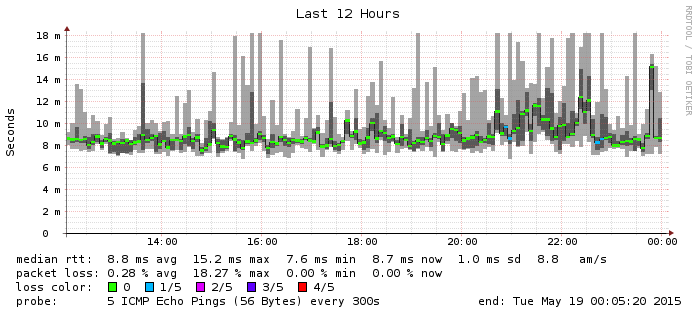 Last 12 Hours
RRDTOOL / TOBI OETIKER
Seconds
18 m
16 m
14 m
12 m
10 m
8 m
6 m
4 m
2 m
0
14:00 16:00 18:00 20:00 22:00 00:00
median rtt: 8.8 ms avg 15.2 ms max 7.6 ms min 8.7 ms now 1.0 ms sd 8.8 am/s
packet loss: 0.28 % avg 18.27 % max 0.00 % min 0.00 % now
loss color: 0 1/5 2/5 3/5 4/5
probe: 5 ICMP Echo Pings (56 Bytes) every 300s end: Tue May 19 00:05:20 2015